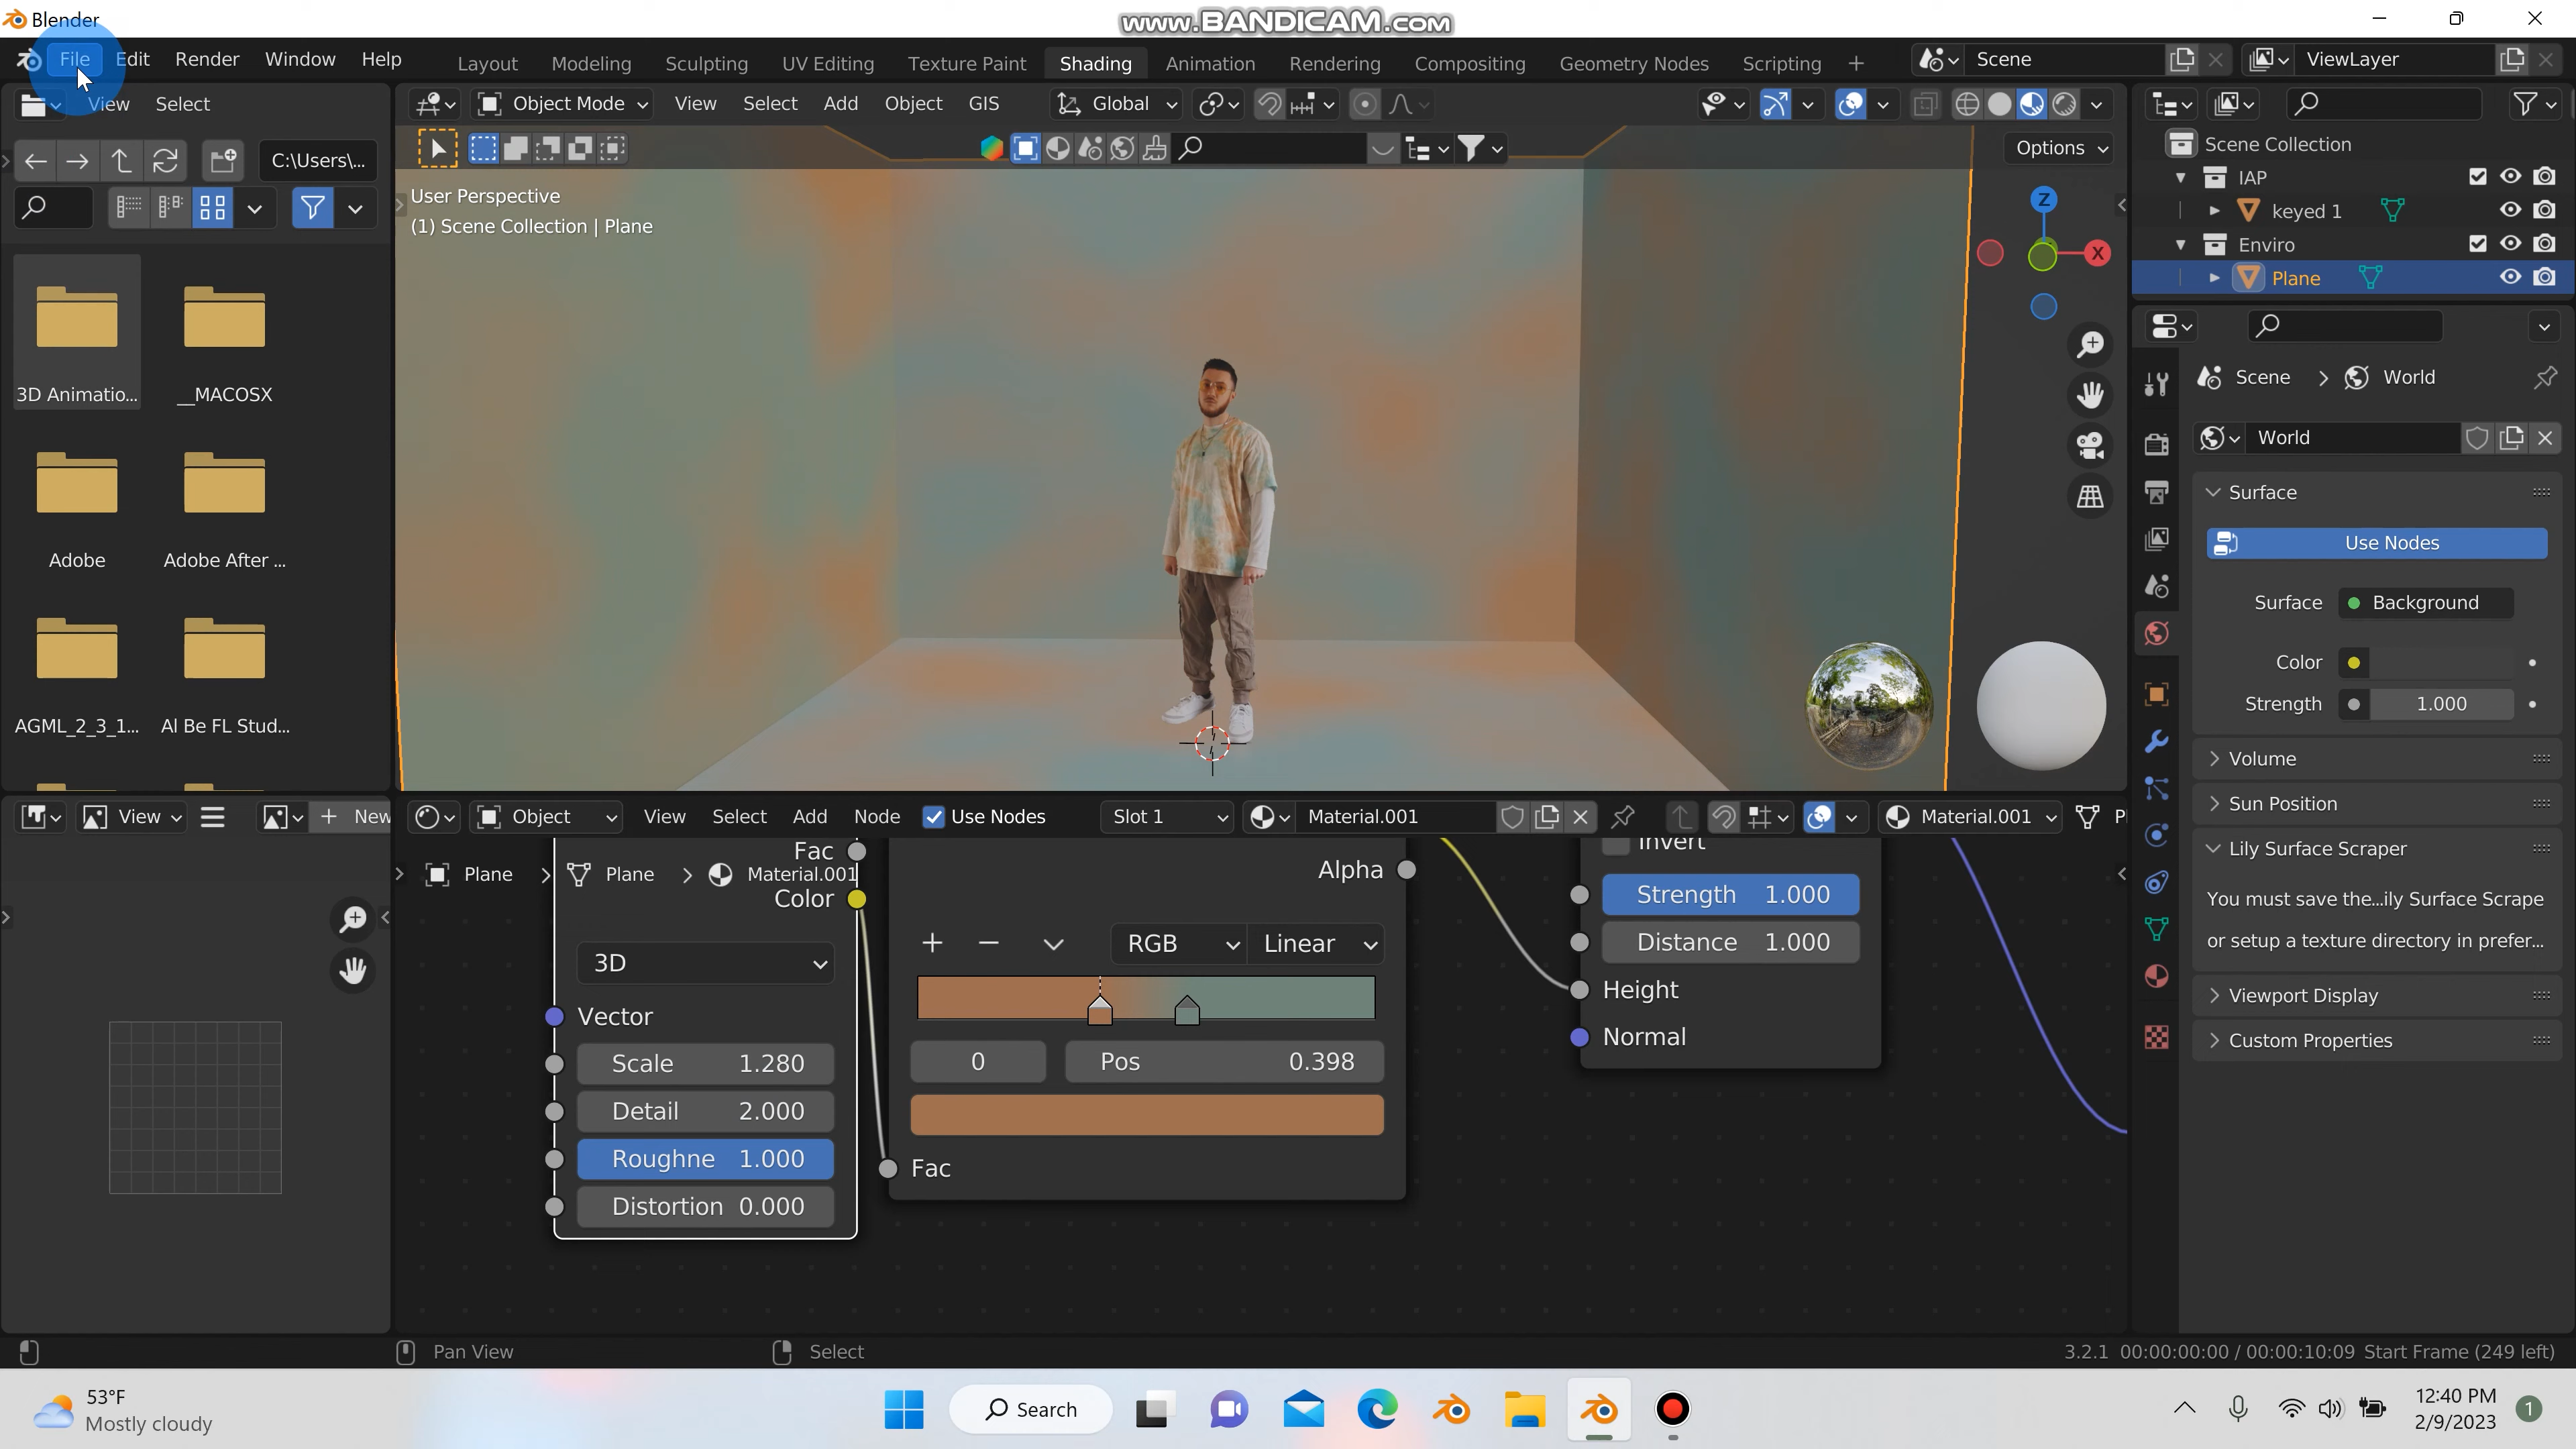 Blender
www.BANDICAM.com
File Edit Render Window Help
Layout Modeling Sculpting UV Editing Texture Paint Shading Animation Rendering Compositing Geometry Nodes Scripting
Scene ViewLayer
View Select
Object Mode View Select Add Object GIS Global
C:\Users\...
Options
User Perspective
(1) Scene Collection | Plane
Z
X
3D Animatio... __MACOSX
Adobe Adobe After ...
AGML_2_3_1... Al Be FL Stud...
Scene Collection
IAP
keyed 1
Enviro
Plane
Scene > World
World
Surface
Use Nodes
Surface Background
Color
Strength 1.000
Volume
Sun Position
Lily Surface Scraper
You must save the...ily Surface Scrape
or setup a texture directory in prefer...
Viewport Display
Custom Properties
View + New
Object View Select Add Node Use Nodes Slot 1 Material.001 Material.001
Plane > Plane > Material.001
Fac
Color
3D
Vector
Scale 1.280
Detail 2.000
Roughne 1.000
Distortion 0.000
Alpha
RGB Linear
0 Pos 0.398
Fac
Invert
Strength 1.000
Distance 1.000
Height
Normal
Pan View Select
3.2.1 00:00:00:00 / 00:00:10:09 Start Frame (249 left)
53°F
Mostly cloudy
Search
12:40 PM
2/9/2023
1